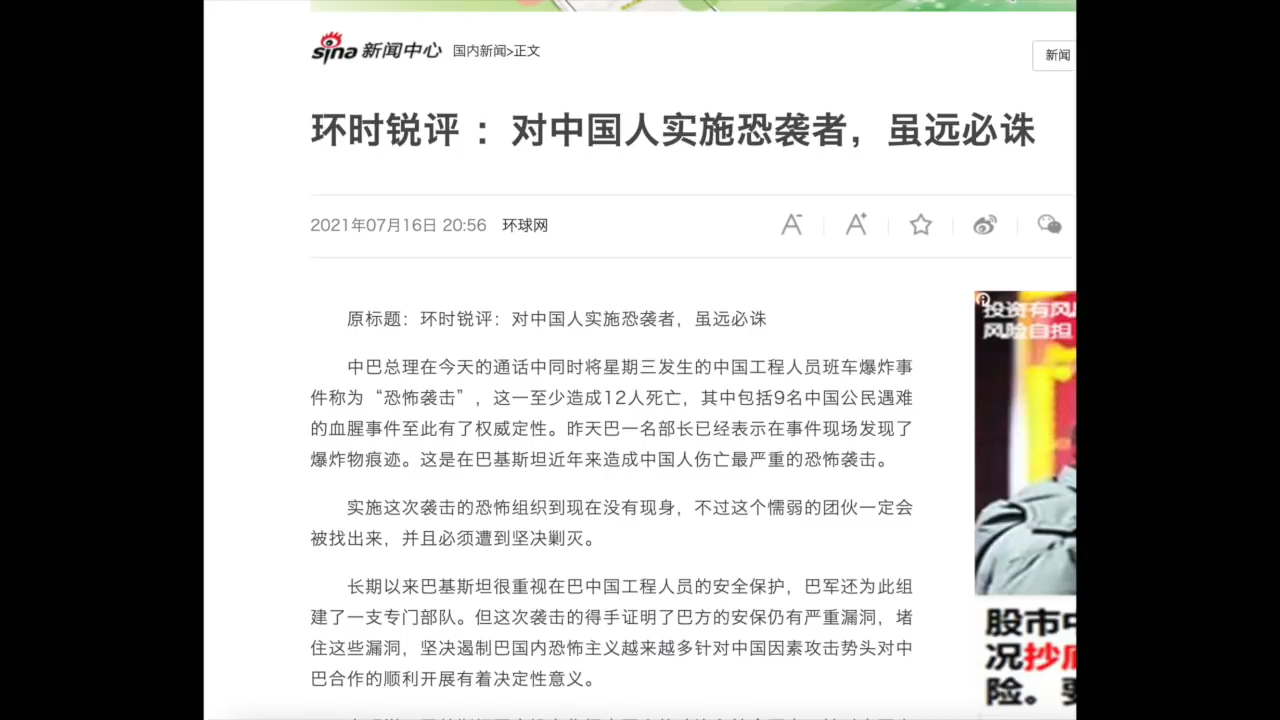 sina 新闻中心 国内新闻>正文
新闻
环时锐评 ：对中国人实施恐袭者，虽远必诛
2021年07月16日 20:56 环球网
A- A+
投资有风
风险自担
原标题：环时锐评：对中国人实施恐袭者，虽远必诛
中巴总理在今天的通话中同时将星期三发生的中国工程人员班车爆炸事
件称为“恐怖袭击”，这一至少造成12人死亡，其中包括9名中国公民遇难
的血腥事件至此有了权威定性。昨天巴一名部长已经表示在事件现场发现了
爆炸物痕迹。这是在巴基斯坦近年来造成中国人伤亡最严重的恐怖袭击。
实施这次袭击的恐怖组织到现在没有现身，不过这个懦弱的团伙一定会
被找出来，并且必须遭到坚决剿灭。
长期以来巴基斯坦很重视在巴中国工程人员的安全保护，巴军还为此组
建了一支专门部队。但这次袭击的得手证明了巴方的安保仍有严重漏洞，堵
住这些漏洞，坚决遏制巴国内恐怖主义越来越多针对中国因素攻击势头对中
巴合作的顺利开展有着决定性意义。
股市
况抄
险。